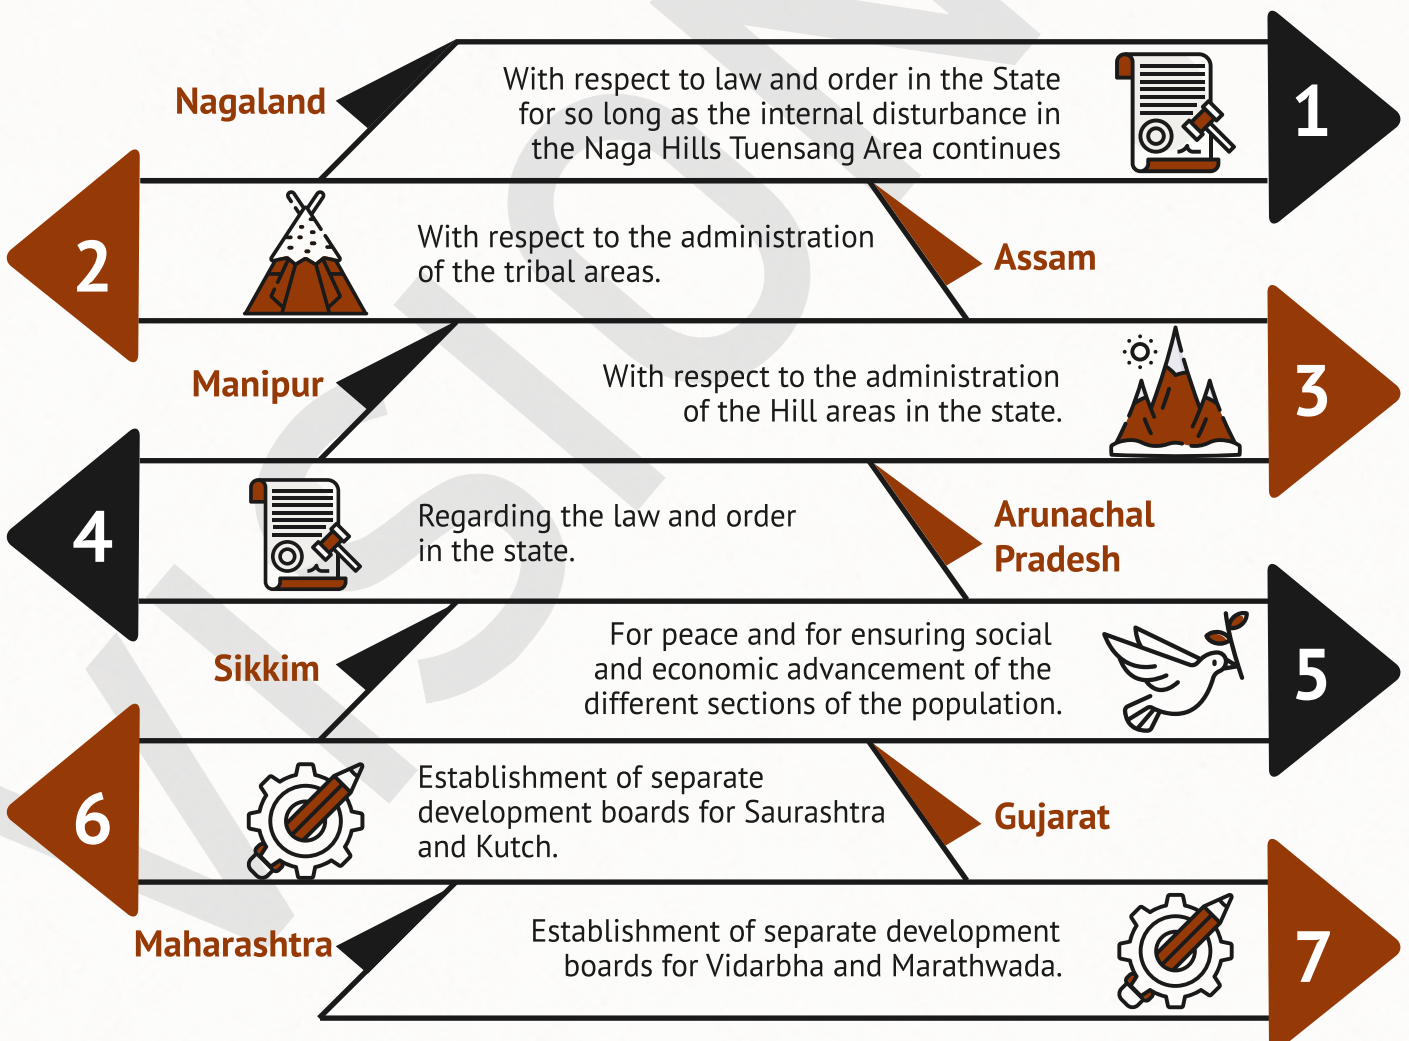 Nagaland
With respect to law and order in the State
for so long as the internal disturbance in
the Naga Hills Tuensang Area continues
1
2
With respect to the administration
of the tribal areas.
Assam
Manipur
With respect to the administration
of the Hill areas in the state.
3
4
Regarding the law and order
in the state.
Arunachal
Pradesh
Sikkim
For peace and for ensuring social
and economic advancement of the
different sections of the population.
5
6
Establishment of separate
development boards for Saurashtra
and Kutch.
Gujarat
Maharashtra
Establishment of separate development
boards for Vidarbha and Marathwada.
7
VISION